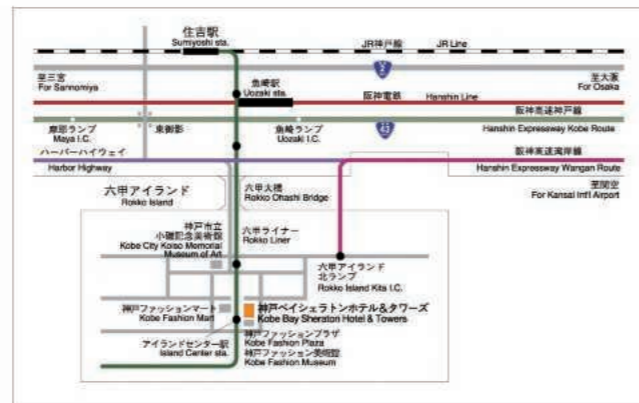 住吉駅
Sumiyoshi sta.
JR神戸線 JR Line
2
至三宮
For Sannomiya
魚崎駅
Uozaki sta.
阪神電鉄 Hanshin Line
至大阪
For Osaka
阪神高速神戸線
摩耶ランプ
Maya I.C.
東御影
魚崎ランプ
Uozaki I.C.
43
Hanshin Expressway Kobe Route
ハーバーハイウェイ
Harbor Highway
阪神高速湾岸線
Hanshin Expressway Wangan Route
六甲アイランド
Rokko Island
六甲大橋
Rokko Ohashi Bridge
至関空
For Kansai Int'l Airport
神戸市立
小磯記念美術館
Kobe City Koiso Memorial
Museum of Art
六甲ライナー
Rokko Liner
六甲アイランド
北ランプ
Rokko Island Kita I.C.
神戸ファッションマート
Kobe Fashion Mart
神戸ベイシェラトンホテル&タワーズ
Kobe Bay Sheraton Hotel & Towers
アイランドセンター駅
Island Center sta.
神戸ファッションプラザ
Kobe Fashion Plaza
神戸ファッション美術館
Kobe Fashion Museum